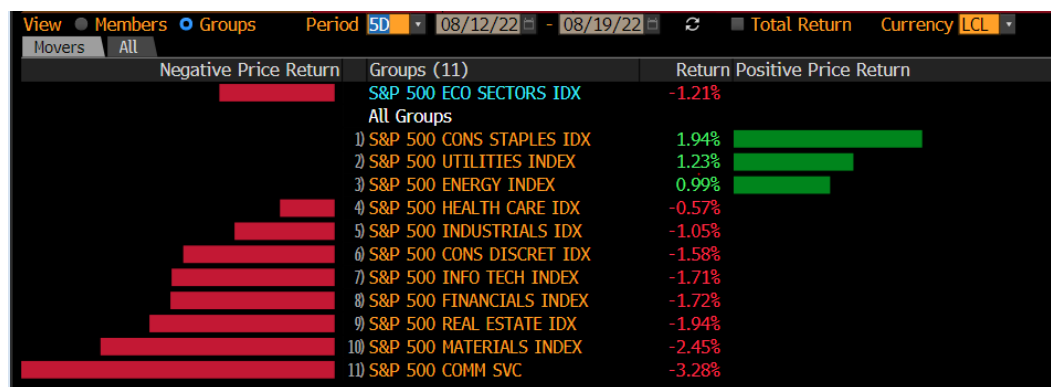 View Members Groups Period 5D 08/12/22 - 08/19/22 Total Return Currency LCL
Movers All
Negative Price Return Groups (11) Return Positive Price Return
S&P 500 ECO SECTORS IDX -1.21%
All Groups
1) S&P 500 CONS STAPLES IDX 1.94%
2) S&P 500 UTILITIES INDEX 1.23%
3) S&P 500 ENERGY INDEX 0.99%
4) S&P 500 HEALTH CARE IDX -0.57%
5) S&P 500 INDUSTRIALS IDX -1.05%
6) S&P 500 CONS DISCRET IDX -1.58%
7) S&P 500 INFO TECH INDEX -1.71%
8) S&P 500 FINANCIALS INDEX -1.72%
9) S&P 500 REAL ESTATE IDX -1.94%
10) S&P 500 MATERIALS INDEX -2.45%
11) S&P 500 COMM SVC -3.28%